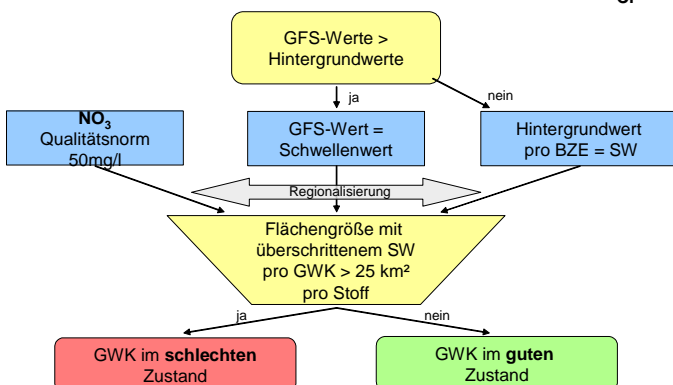 GFS-Werte >
Hintergrundwerte
ja
nein
NO3
Qualitätsnorm
50mg/l
GFS-Wert =
Schwellenwert
Hintergrundwert
pro BZE = SW
Regionalisierung
Flächengröße mit
überschrittenem SW
pro GWK > 25 km²
pro Stoff
ja
nein
GWK im schlechten
Zustand
GWK im guten
Zustand